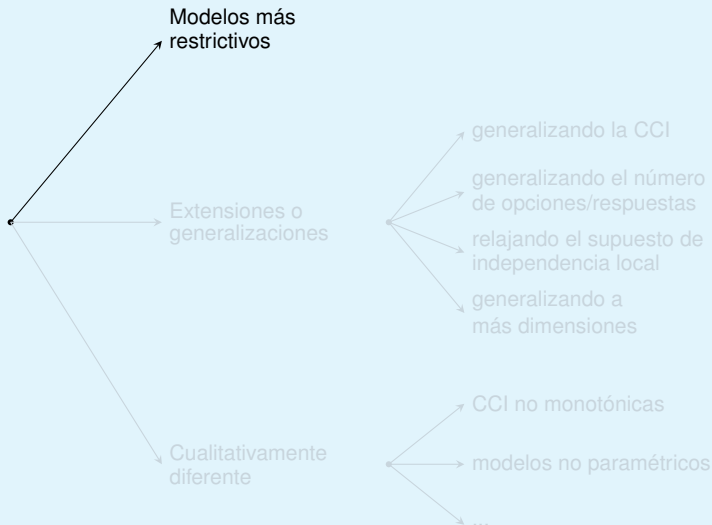 Modelos más
restrictivos
generalizando la CCI
generalizando el número
de opciones/respuestas
Extensiones o
generalizaciones
relajando el supuesto de
independencia local
generalizando a
más dimensiones
CCI no monotónicas
Cualitativamente
diferente
modelos no paramétricos
...